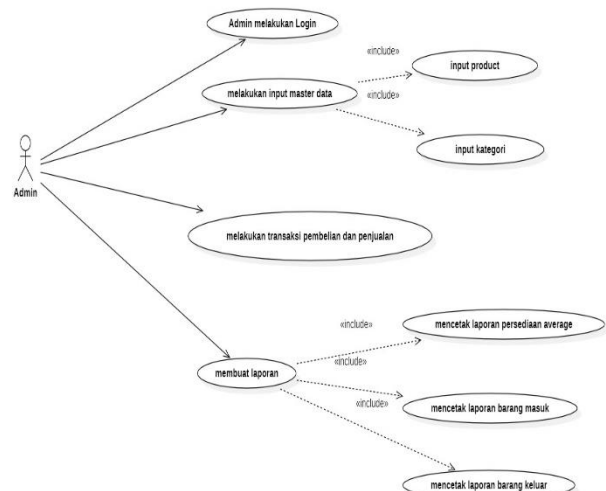 Admin melakukan Login
«include»
input product
melakukan input master data
«include»
input kategori
Admin
melakukan transaksi pembelian dan penjualan
«include»
mencetak laporan persediaan average
«include»
membuat laporan
«include»
mencetak laporan barang masuk
mencetak laporan barang keluar